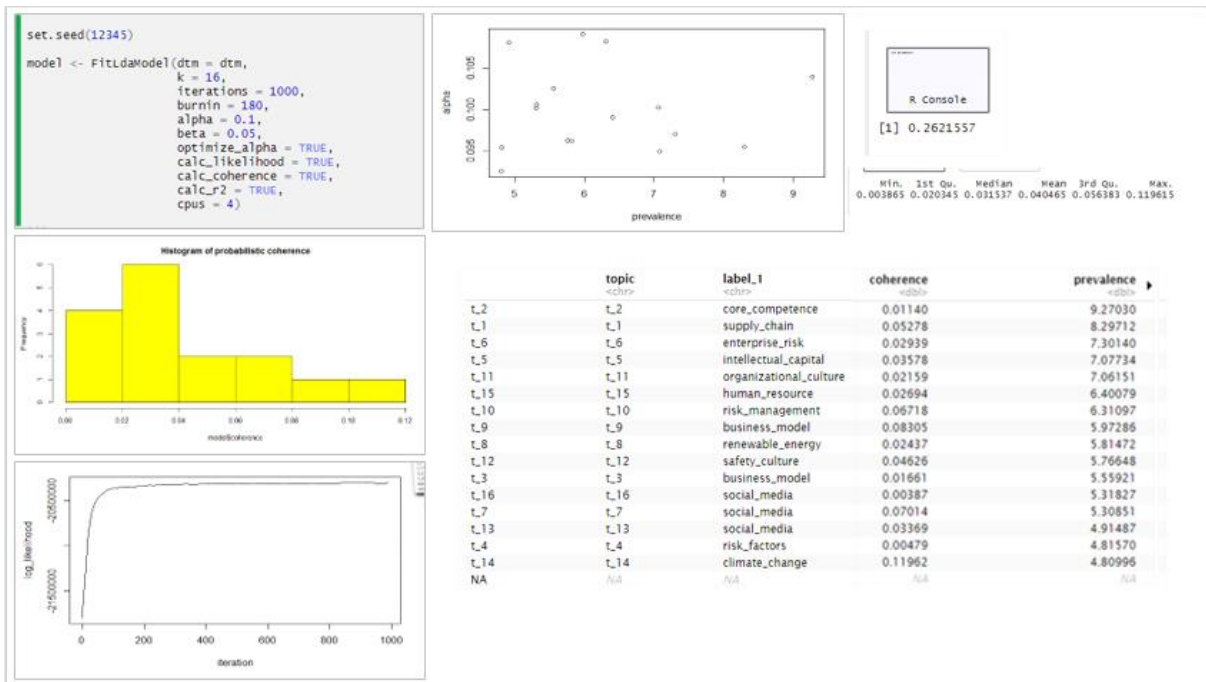 set.seed(12345)
model <- FitLdaModel(dtm = dtm,
k = 16,
iterations = 1000,
burnin = 180,
alpha = 0.1,
beta = 0.05,
optimize_alpha = TRUE,
calc_likelihood = TRUE,
calc_coherence = TRUE,
calc_r2 = TRUE,
cpus = 4)
alpha
0.105
0.100
0.095
5 6 7 8 9
prevalence
R Console
[1] 0.2621557
Min. 1st Qu. Median Mean 3rd Qu. Max.
0.003865 0.020345 0.031537 0.040465 0.056383 0.119615
Histogram of probabilistic coherence
Frequency
6
5
4
3
2
1
0
0.00 0.02 0.04 0.06 0.08 0.10 0.12
model$coherence
log_likelihood
-20500000
-21500000
0 200 400 600 800 1000
iteration
topic label_1 coherence prevalence
<chr> <chr> <dbl> <dbl>
t_2 t_2 core_competence 0.01140 9.27030
t_1 t_1 supply_chain 0.05278 8.29712
t_6 t_6 enterprise_risk 0.02939 7.30140
t_5 t_5 intellectual_capital 0.03578 7.07734
t_11 t_11 organizational_culture 0.02159 7.06151
t_15 t_15 human_resource 0.02694 6.40079
t_10 t_10 risk_management 0.06718 6.31097
t_9 t_9 business_model 0.08305 5.97286
t_8 t_8 renewable_energy 0.02437 5.81472
t_12 t_12 safety_culture 0.04626 5.76648
t_3 t_3 business_model 0.01661 5.55921
t_16 t_16 social_media 0.00387 5.31827
t_7 t_7 social_media 0.07014 5.30851
t_13 t_13 social_media 0.03369 4.91487
t_4 t_4 risk_factors 0.00479 4.81570
t_14 t_14 climate_change 0.11962 4.80996
NA NA NA NA NA